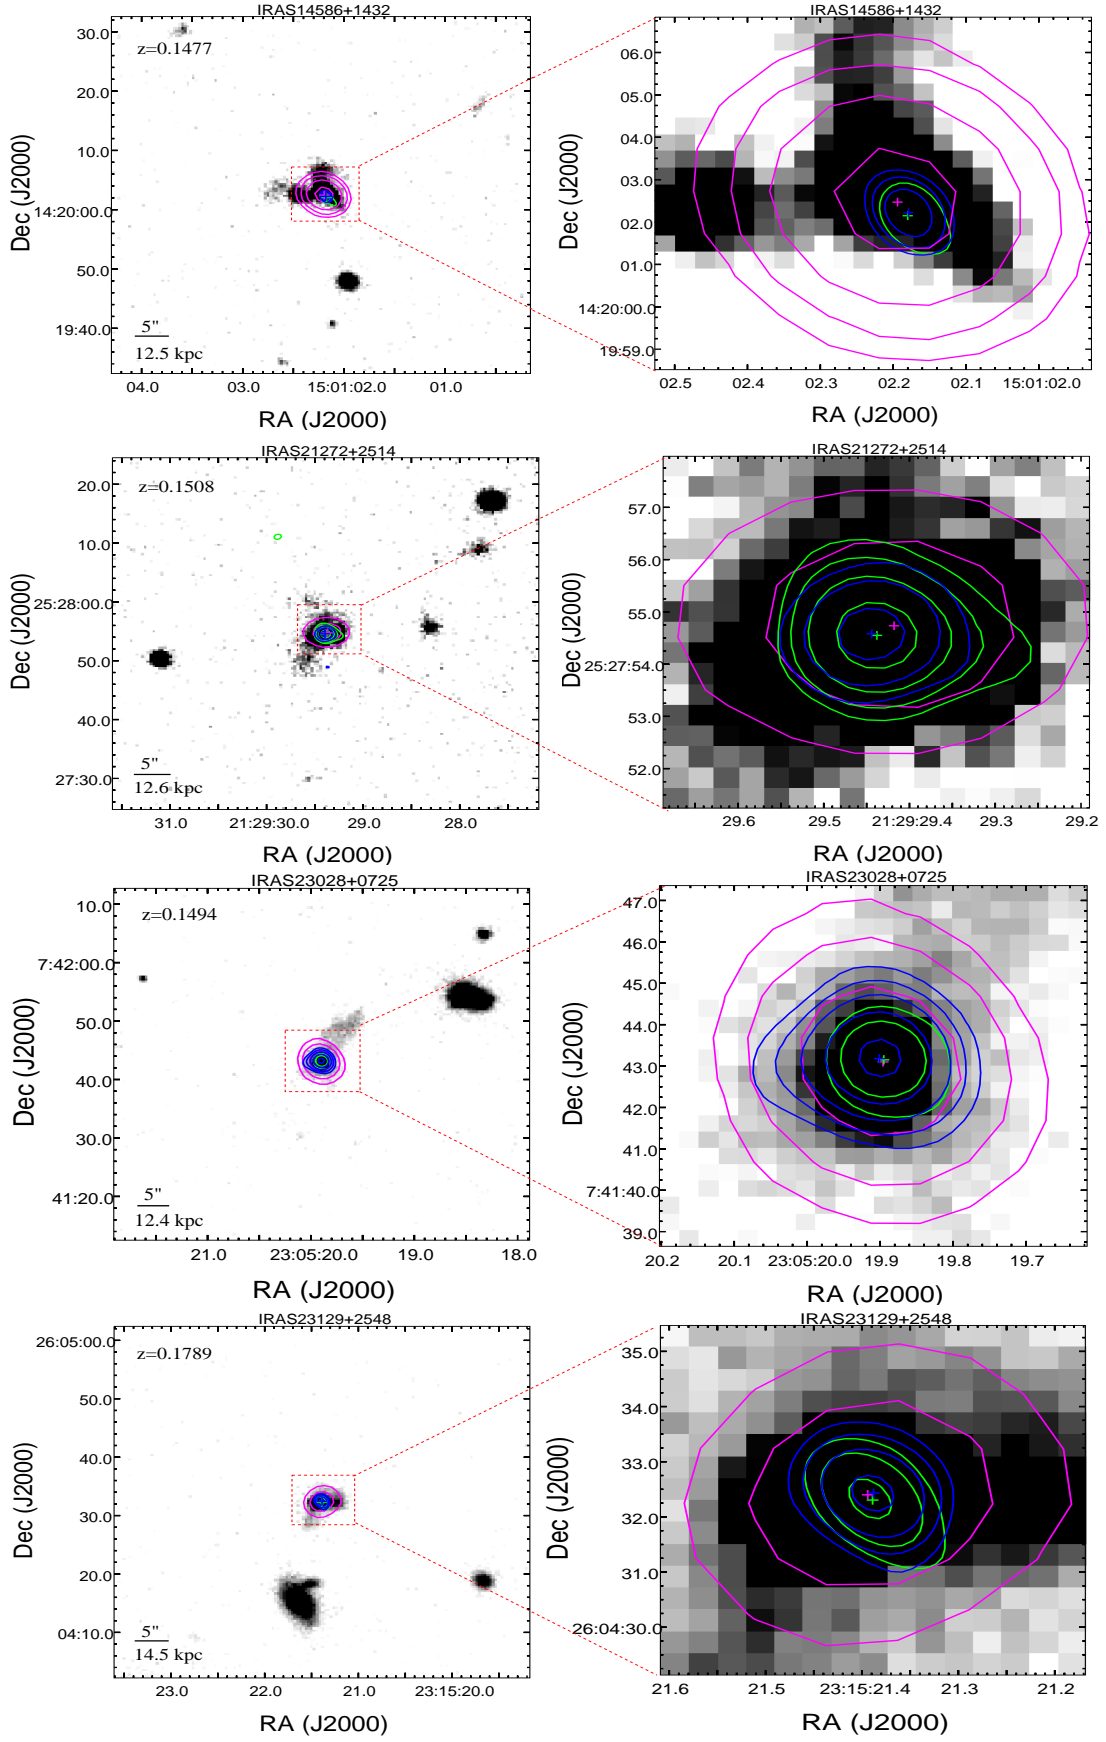 IRAS14586+1432
z=0.1477
30.0
20.0
10.0
14:20:00.0
50.0
19:40.0
Dec (J2000)
5"
12.5 kpc
04.0 03.0 15:01:02.0 01.0
RA (J2000)
IRAS14586+1432
06.0
05.0
04.0
03.0
02.0
01.0
14:20:00.0
19:59.0
Dec (J2000)
02.5 02.4 02.3 02.2 02.1 15:01:02.0
RA (J2000)
IRAS21272+2514
z=0.1508
20.0
10.0
25:28:00.0
50.0
40.0
27:30.0
Dec (J2000)
5"
12.6 kpc
31.0 21:29:30.0 29.0 28.0
RA (J2000)
IRAS21272+2514
57.0
56.0
55.0
25:27:54.0
53.0
52.0
Dec (J2000)
29.6 29.5 21:29:29.4 29.3 29.2
RA (J2000)
IRAS23028+0725
z=0.1494
10.0
7:42:00.0
50.0
40.0
30.0
41:20.0
Dec (J2000)
5"
12.4 kpc
21.0 23:05:20.0 19.0 18.0
RA (J2000)
IRAS23028+0725
47.0
46.0
45.0
44.0
43.0
42.0
41.0
7:41:40.0
39.0
Dec (J2000)
20.2 20.1 23:05:20.0 19.9 19.8 19.7
RA (J2000)
IRAS23129+2548
z=0.1789
26:05:00.0
50.0
40.0
30.0
20.0
04:10.0
Dec (J2000)
5"
14.5 kpc
23.0 22.0 21.0 23:15:20.0
RA (J2000)
IRAS23129+2548
35.0
34.0
33.0
32.0
31.0
26:04:30.0
Dec (J2000)
21.6 21.5 23:15:21.4 21.3 21.2
RA (J2000)